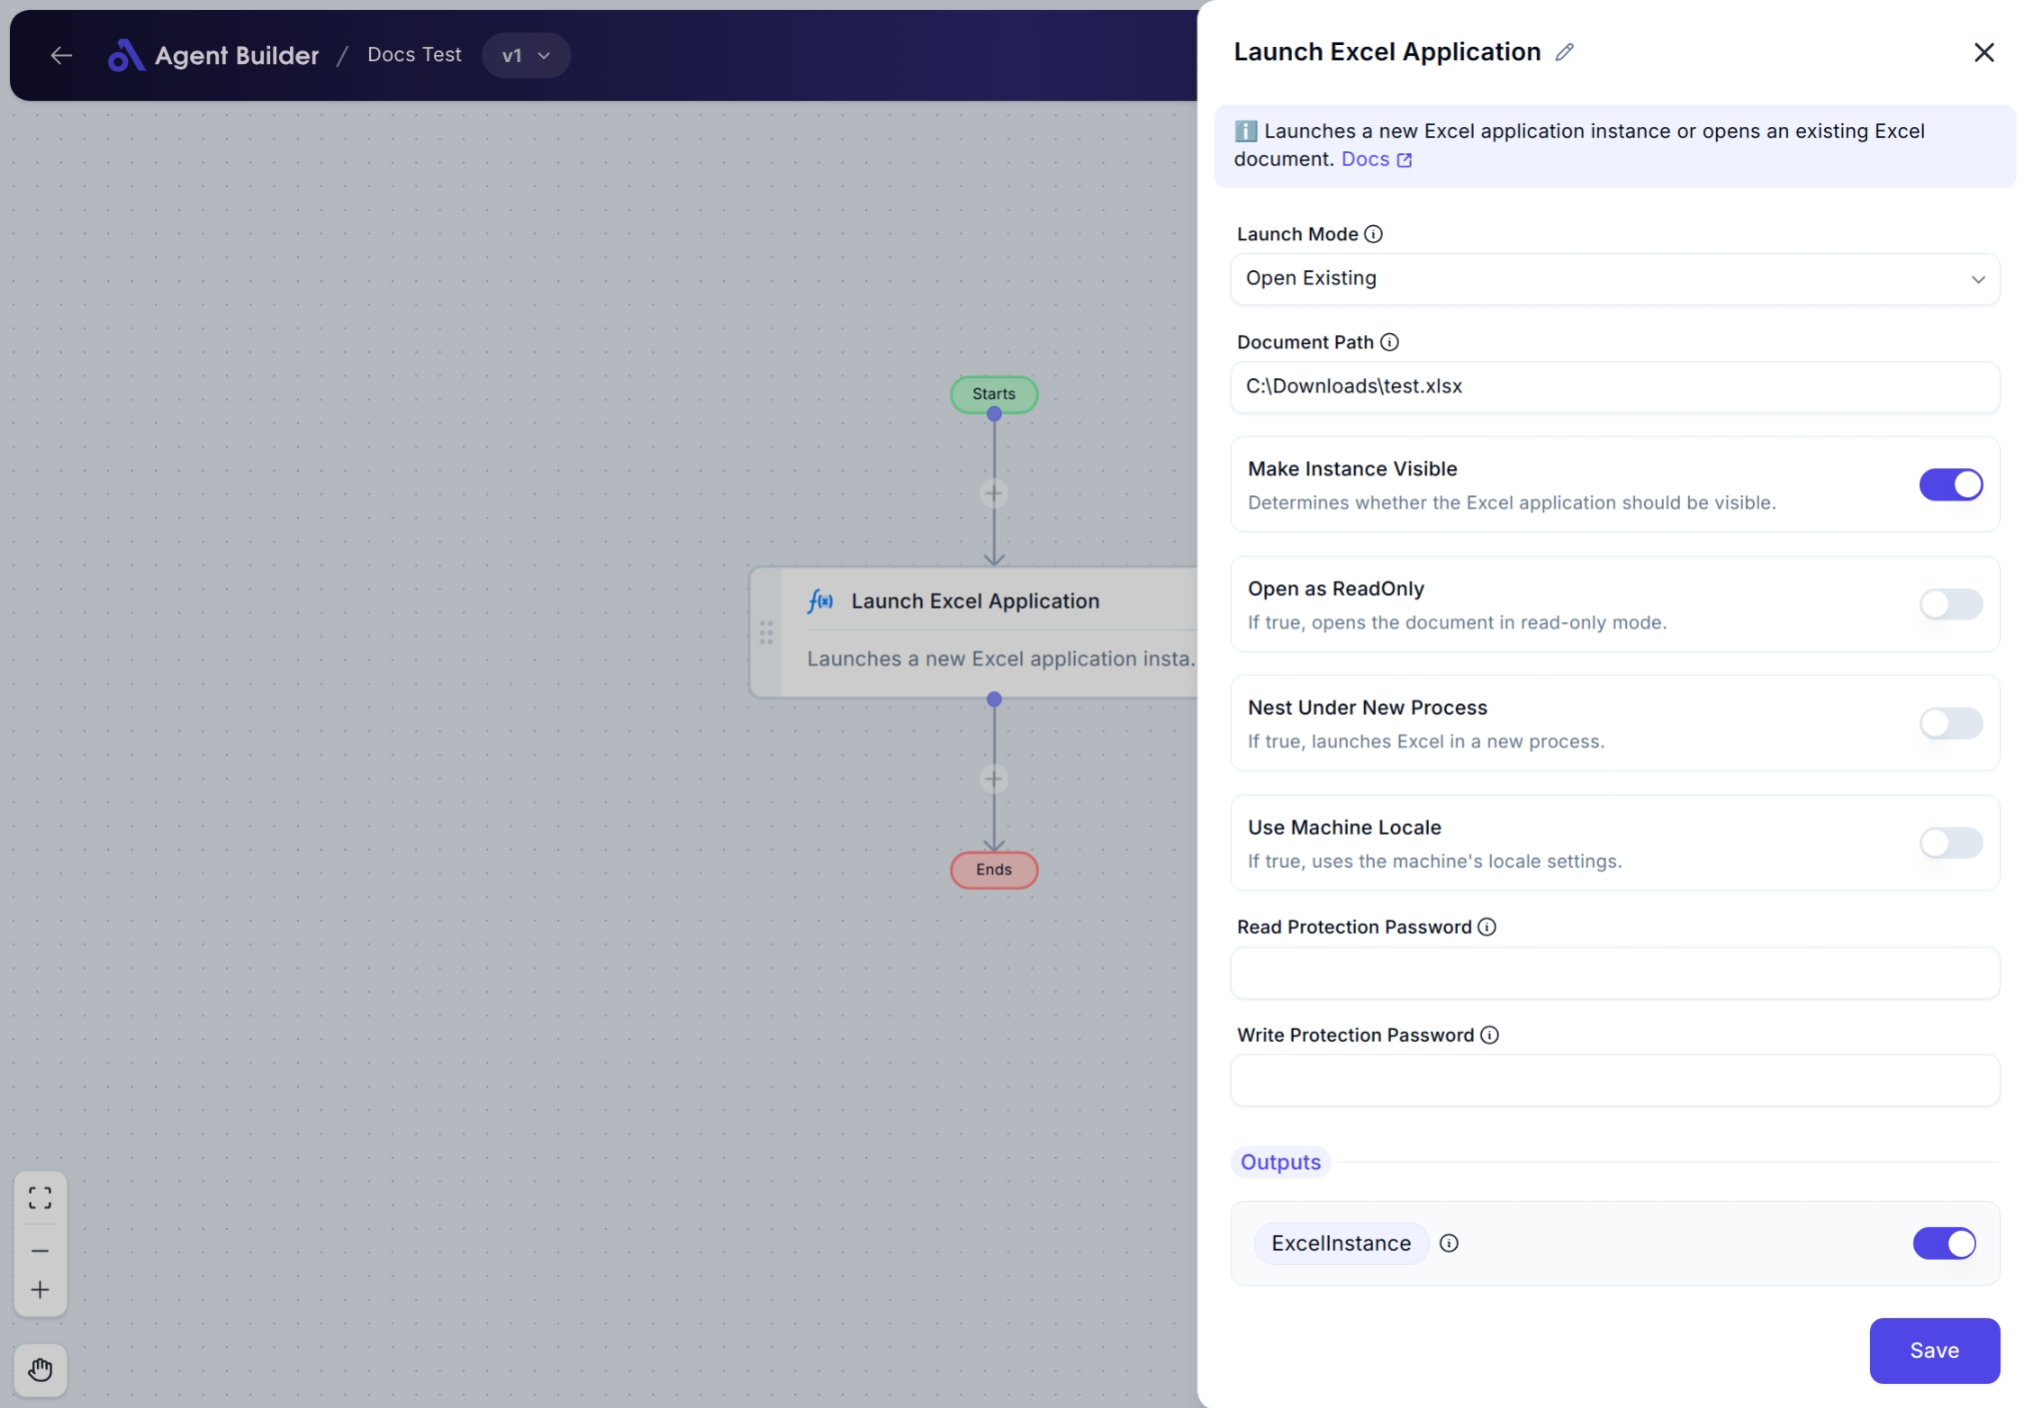 Agent Builder / Docs Test v1
Starts
f(x) Launch Excel Application
Launches a new Excel application insta.
Ends
Launch Excel Application
Launches a new Excel application instance or opens an existing Excel
document. Docs
Launch Mode
Open Existing
Document Path
C:\Downloads\test.xlsx
Make Instance Visible
Determines whether the Excel application should be visible.
Open as ReadOnly
If true, opens the document in read-only mode.
Nest Under New Process
If true, launches Excel in a new process.
Use Machine Locale
If true, uses the machine's locale settings.
Read Protection Password
Write Protection Password
Outputs
ExcelInstance
Save